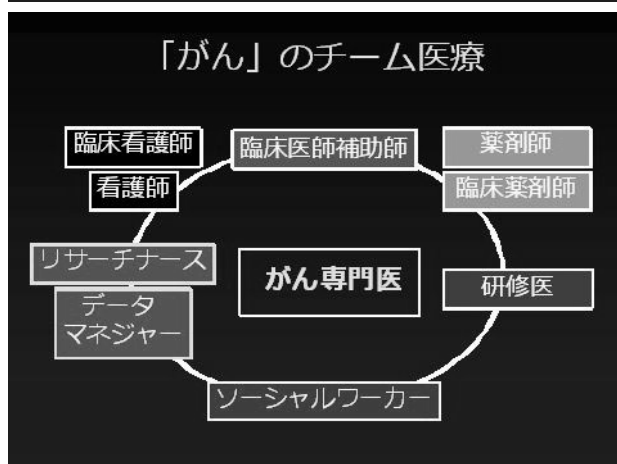 「がん」のチーム医療
臨床看護師
臨床医師補助師
薬剤師
看護師
臨床薬剤師
リサーチナース
がん専門医
研修医
データ
マネジャー
ソーシャルワーカー